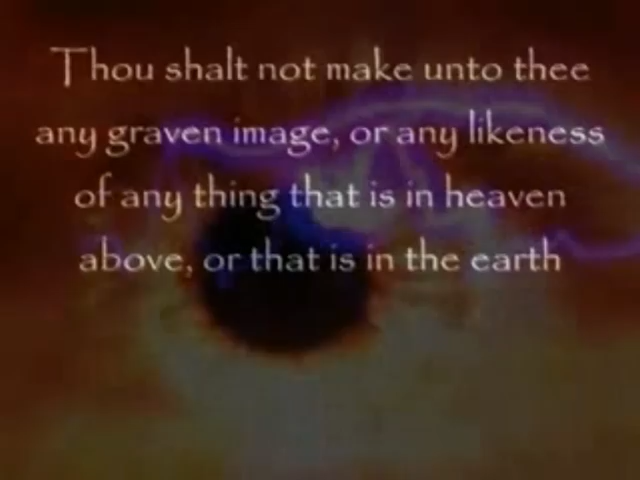 Thou shalt not make unto thee
any graven image, or any likeness
of any thing that is in heaven
above, or that is in the earth